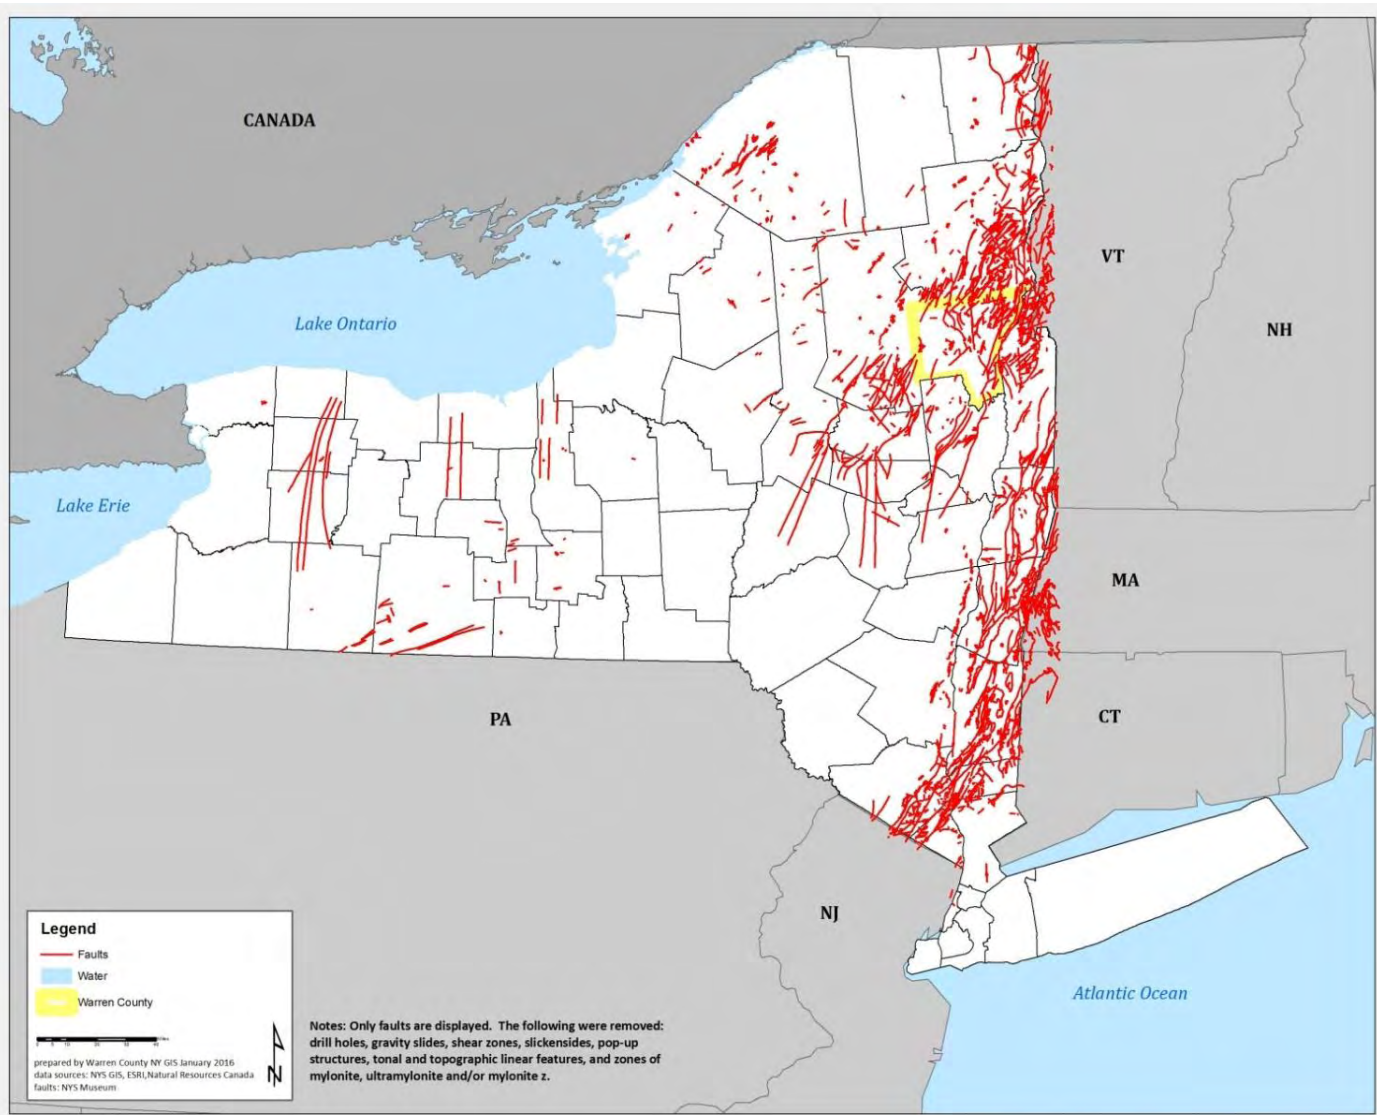 CANADA
VT
Lake Ontario
NH
Lake Erie
MA
PA
CT
NJ
Atlantic Ocean
Legend
Faults
Water
Warren County
prepared by Warren County NY GIS January 2016
data sources: NYS GIS, ESRI,Natural Resources Canada
faults: NYS Museum
N
Notes: Only faults are displayed. The following were removed:
drill holes, gravity slides, shear zones, slickensides, pop-up
structures, tonal and topographic linear features, and zones of
mylonite, ultramylonite and/or mylonite z.